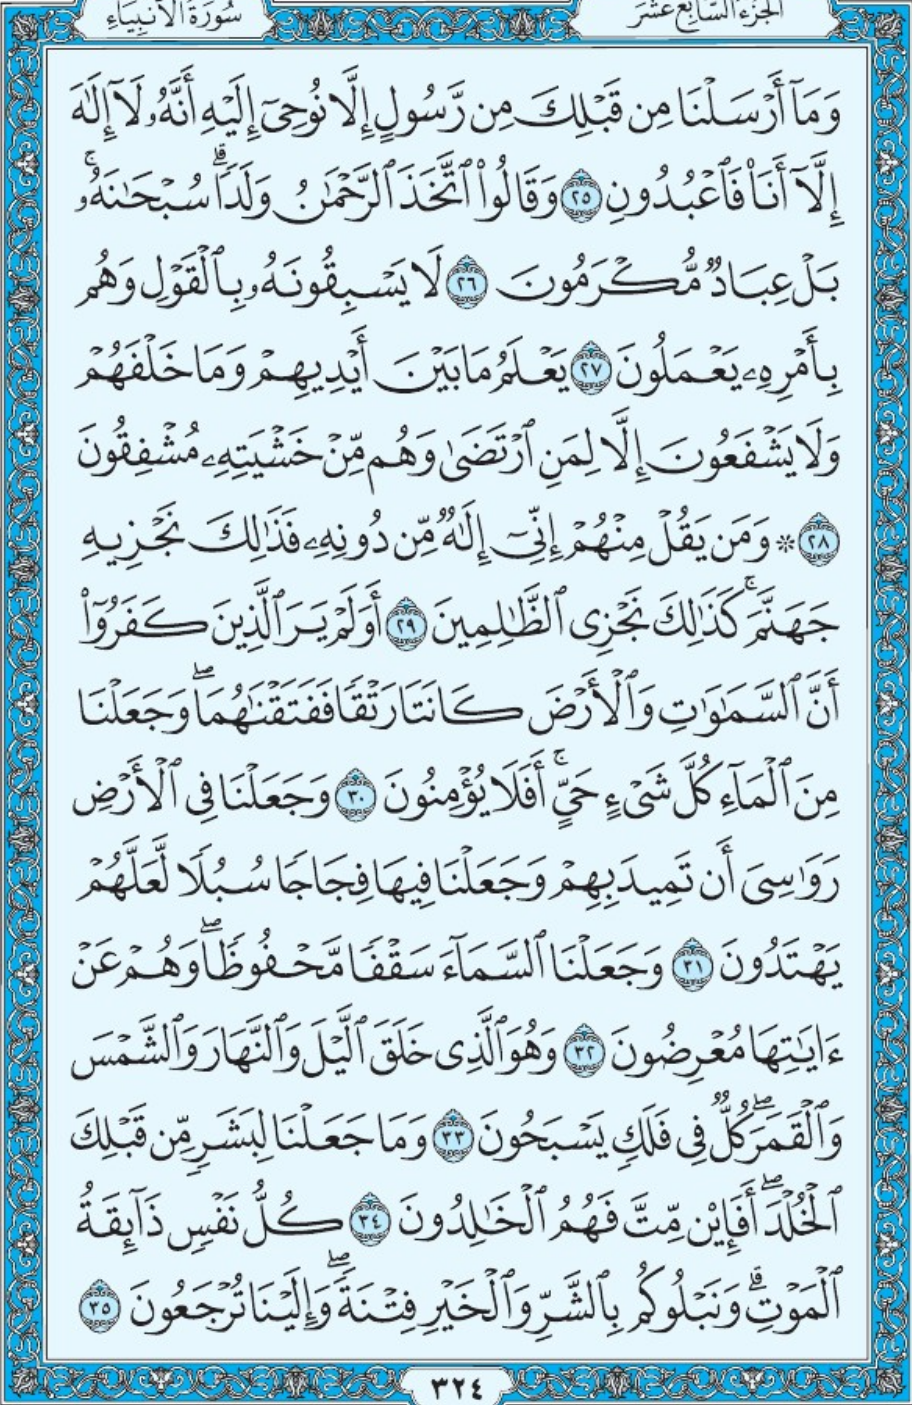 الجزء السابع عشر
سورة الأنبياء
وَمَآ أَرْسَلْنَا مِن قَبْلِكَ مِن رَّسُولٍ إِلَّا نُوحِىٓ إِلَيْهِ أَنَّهُۥ لَآ إِلَٰهَ
إِلَّآ أَنَا۠ فَٱعْبُدُونِ ٢٥ وَقَالُوا۟ ٱتَّخَذَ ٱلرَّحْمَٰنُ وَلَدًا ۗ سُبْحَٰنَهُۥ ۚ
بَلْ عِبَادٌ مُّكْرَمُونَ ٢٦ لَا يَسْبِقُونَهُۥ بِٱلْقَوْلِ وَهُم
بِأَمْرِهِۦ يَعْمَلُونَ ٢٧ يَعْلَمُ مَا بَيْنَ أَيْدِيهِمْ وَمَا خَلْفَهُمْ
وَلَا يَشْفَعُونَ إِلَّا لِمَنِ ٱرْتَضَىٰ وَهُم مِّنْ خَشْيَتِهِۦ مُشْفِقُونَ
٢٨ * وَمَن يَقُلْ مِنْهُمْ إِنِّىٓ إِلَٰهٌ مِّن دُونِهِۦ فَذَٰلِكَ نَجْزِيهِ
جَهَنَّمَ ۚ كَذَٰلِكَ نَجْزِى ٱلظَّٰلِمِينَ ٢٩ أَوَلَمْ يَرَ ٱلَّذِينَ كَفَرُوٓا۟
أَنَّ ٱلسَّمَٰوَٰتِ وَٱلْأَرْضَ كَانَتَا رَتْقًا فَفَتَقْنَٰهُمَا ۖ وَجَعَلْنَا
مِنَ ٱلْمَآءِ كُلَّ شَىْءٍ حَىٍّ ۚ أَفَلَا يُؤْمِنُونَ ٣٠ وَجَعَلْنَا فِى ٱلْأَرْضِ
رَوَٰسِىَ أَن تَمِيدَ بِهِمْ وَجَعَلْنَا فِيهَا فِجَاجًا سُبُلًا لَّعَلَّهُمْ
يَهْتَدُونَ ٣١ وَجَعَلْنَا ٱلسَّمَآءَ سَقْفًا مَّحْفُوظًا ۖ وَهُمْ عَنْ
ءَايَٰتِهَا مُعْرِضُونَ ٣٢ وَهُوَ ٱلَّذِى خَلَقَ ٱلَّيْلَ وَٱلنَّهَارَ وَٱلشَّمْسَ
وَٱلْقَمَرَ ۖ كُلٌّ فِى فَلَكٍ يَسْبَحُونَ ٣٣ وَمَا جَعَلْنَا لِبَشَرٍ مِّن قَبْلِكَ
ٱلْخُلْدَ ۖ أَفَإِي۟ن مِّتَّ فَهُمُ ٱلْخَٰلِدُونَ ٣٤ كُلُّ نَفْسٍ ذَآئِقَةُ
ٱلْمَوْتِ ۗ وَنَبْلُوكُم بِٱلشَّرِّ وَٱلْخَيْرِ فِتْنَةً ۖ وَإِلَيْنَا تُرْجَعُونَ ٣٥
٣٢٤